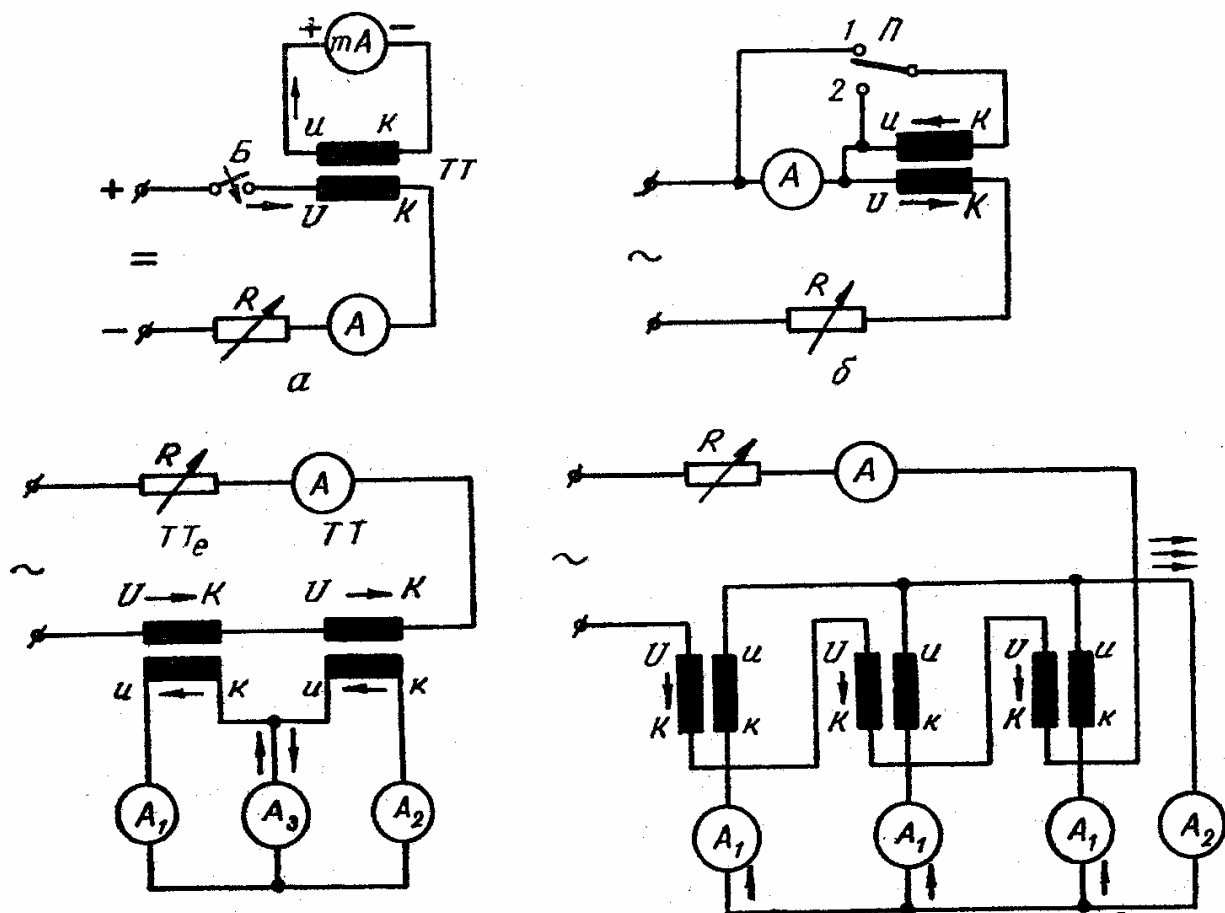 + mA −
и к
ТТ
+ Б
U К
=
− R A
а
1 П
2
и К
A
U К
~
R
б
R A
ТТе ТТ
~
U К U К
и к и к
A1 A3 A2
R A
~
U и U и U и
К к К к К к
A1 A1 A1 A2